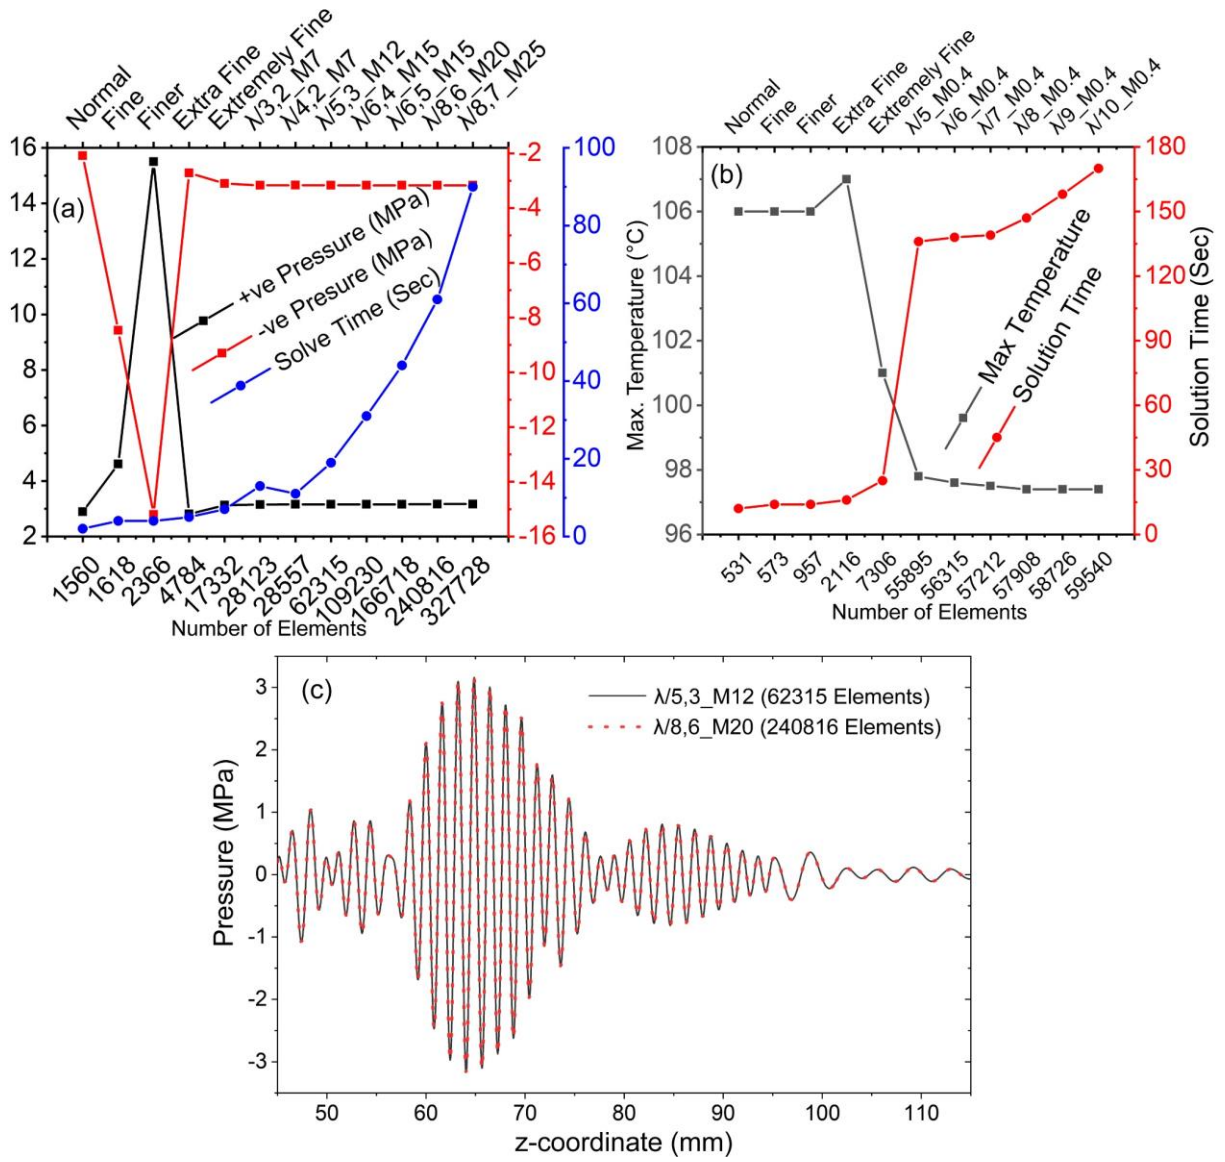 Normal
Fine
Finer
Extra Fine
Extremely Fine
λ/3,2_M7
λ/4,2_M7
λ/5,3_M12
λ/6,4_M15
λ/6,5_M15
λ/8,6_M20
λ/8,7_M25
(a)
16
14
12
10
8
6
4
2
-2
-4
-6
-8
-10
-12
-14
-16
100
80
60
40
20
0
+ve Pressure (MPa)
-ve Presure (MPa)
Solve Time (Sec)
1560
1618
2366
4784
17332
28123
28557
62315
109230
166718
240816
327728
Number of Elements
Normal
Fine
Finer
Extra Fine
Extremely Fine
λ/5_M0.4
λ/6_M0.4
λ/7_M0.4
λ/8_M0.4
λ/9_M0.4
λ/10_M0.4
(b)
Max. Temperature (°C)
108
106
104
102
100
98
96
180
150
120
90
60
30
0
Solution Time (Sec)
Max Temperature
Solution Time
531
573
957
2116
7306
55895
56315
57212
57908
58726
59540
Number of Elements
(c)
λ/5,3_M12 (62315 Elements)
λ/8,6_M20 (240816 Elements)
Pressure (MPa)
3
2
1
0
-1
-2
-3
50
60
70
80
90
100
110
z-coordinate (mm)